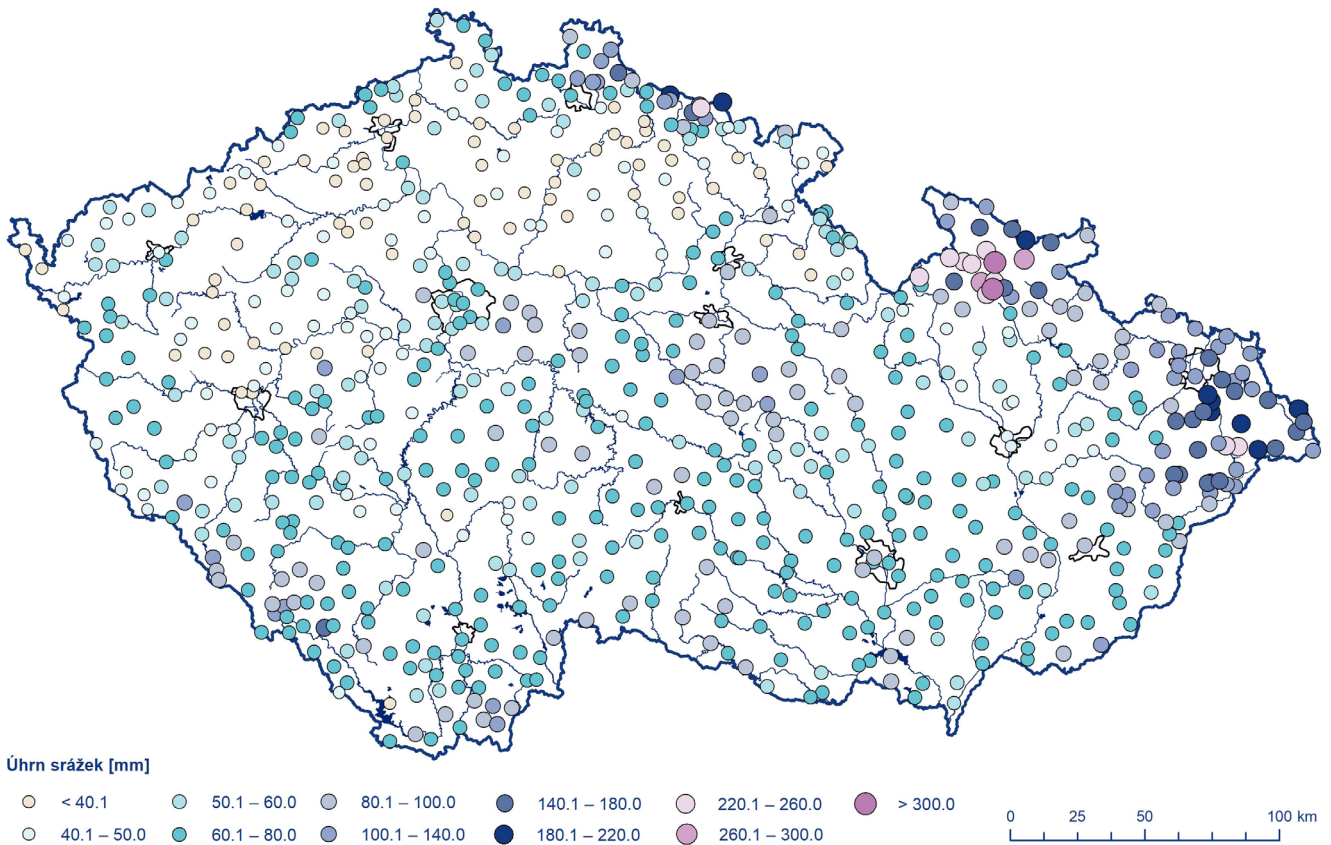 Úhrn srážek [mm]
< 40.1 50.1 – 60.0 80.1 – 100.0 140.1 – 180.0 220.1 – 260.0 > 300.0
40.1 – 50.0 60.1 – 80.0 100.1 – 140.0 180.1 – 220.0 260.1 – 300.0
0 25 50 100 km